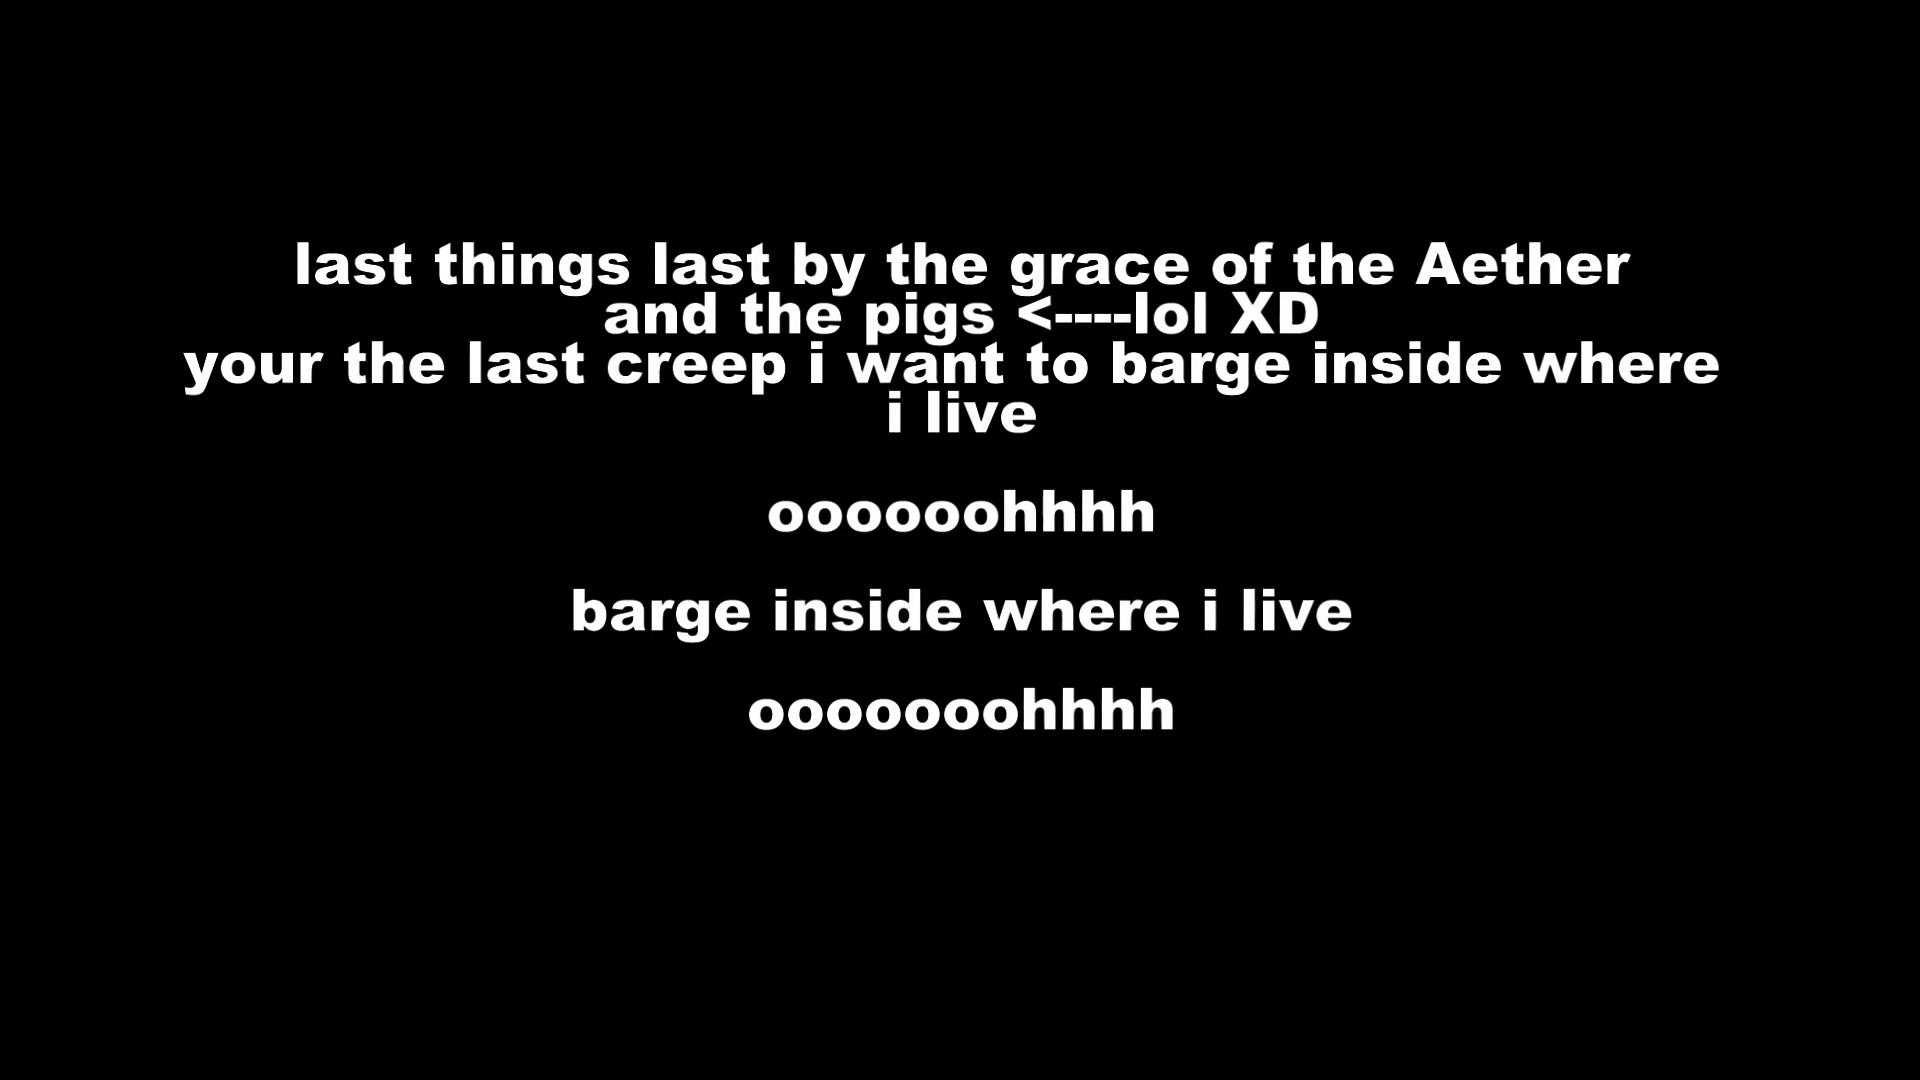 last things last by the grace of the Aether
and the pigs <----lol XD
your the last creep i want to barge inside where
i live
oooooohhhh
barge inside where i live
ooooooohhhh